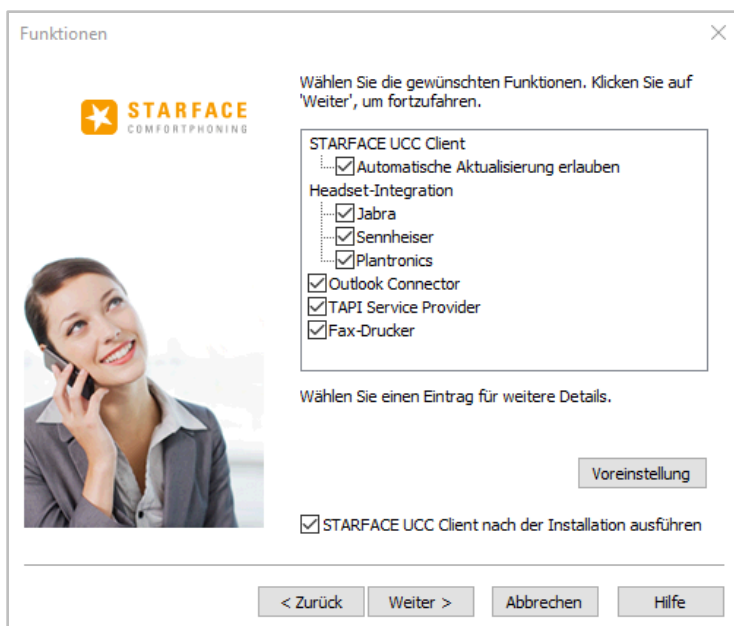 Funktionen
STARFACE
COMFORTPHONING
Wählen Sie die gewünschten Funktionen. Klicken Sie auf
'Weiter', um fortzufahren.
STARFACE UCC Client
Automatische Aktualisierung erlauben
Headset-Integration
Jabra
Sennheiser
Plantronics
Outlook Connector
TAPI Service Provider
Fax-Drucker
Wählen Sie einen Eintrag für weitere Details.
Voreinstellung
STARFACE UCC Client nach der Installation ausführen
< Zurück Weiter > Abbrechen Hilfe